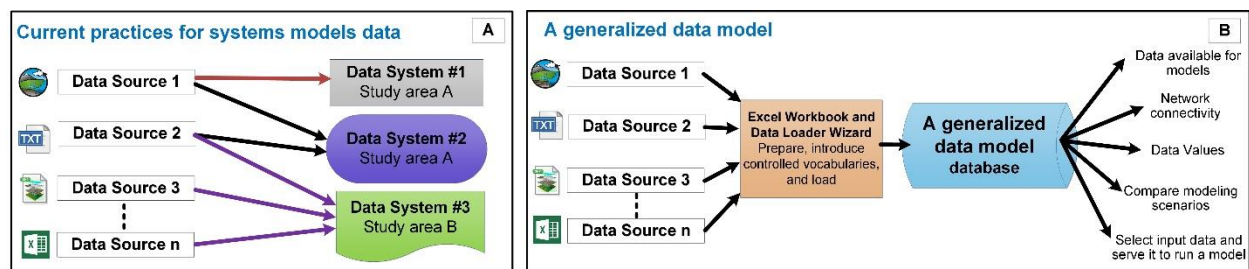 Current practices for systems models data
A
Data Source 1
Data Source 2
Data Source 3
Data Source n
TXT
Data System #1
Study area A
Data System #2
Study area A
Data System #3
Study area B
A generalized data model
B
Data Source 1
Data Source 2
Data Source 3
Data Source n
TXT
Excel Workbook and
Data Loader Wizard
Prepare, introduce
controlled vocabularies,
and load
A generalized
data model
database
Data available for
models
Network
connectivity
Data Values
Compare modeling
scenarios
Select input data and
serve it to run a model